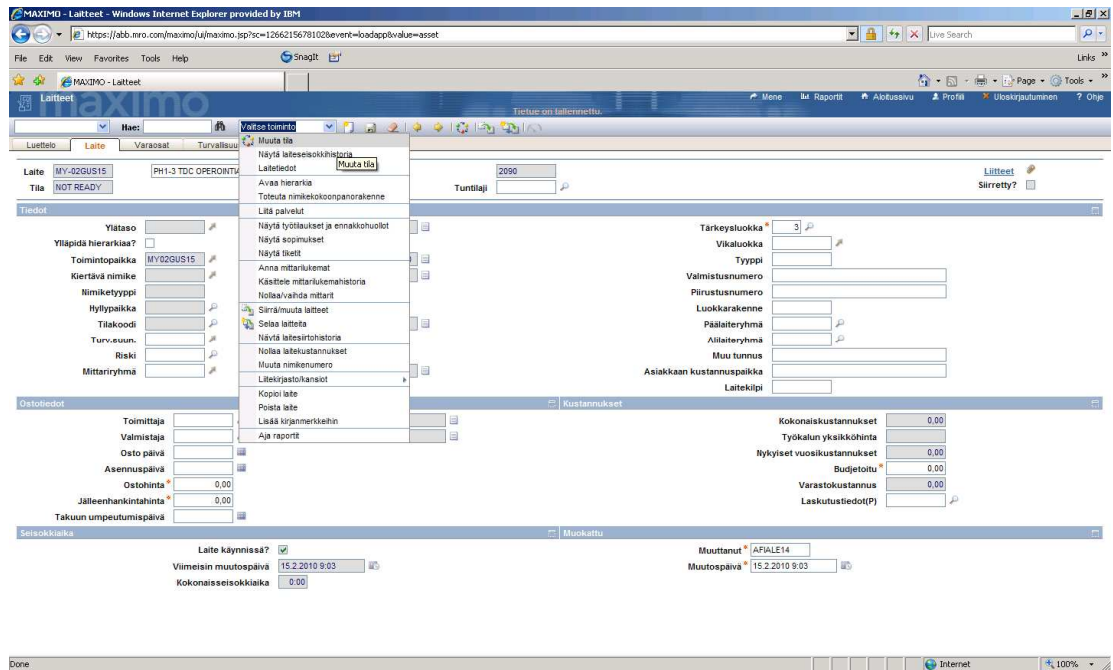 MAXIMO - Laitteet - Windows Internet Explorer provided by IBM
https://abb.mro.com/maximo/ui/maximo.jsp?sc=1266215678102&event=loadapp&value=asset
Live Search
File Edit View Favorites Tools Help
SnagIt
Links
MAXIMO - Laitteet
Page Tools
Laitteet
maximo
Tietue on tallennettu.
Mene Raportit Aloitussivu Profiili Uloskirjautuminen ? Ohje
Hae: Valitse toiminto
Luettelo Laite Varaosat Turvallisuu
Muuta tila
Näytä laiteseisokkihistoria
Laitetiedot
Muuta tila
Avaa hierarkia
Toteuta nimikekokoonpanorakenne
Liitä palvelut
Näytä työtilaukset ja ennakkohuollot
Näytä sopimukset
Näytä tiketit
Anna mittarilukemat
Käsittele mittarilukemahistoria
Nollaa/vaihda mittarit
Siirrä/muuta laitteet
Selaa laitteita
Näytä laitesiirtohistoria
Nollaa laitekustannukset
Muuta nimikenumero
Liitekirjasto/kansiot
Kopioi laite
Poista laite
Lisää kirjanmerkkeihin
Aja raportit
Laite MY-02GUS15 PH1-3 TDC OPEROINTIA 2090 Liitteet
Tila NOT READY Tuntilaji Siirretty?
Tiedot
Ylätaso
Ylläpidä hierarkiaa?
Toimintopaikka MY02GUS15
Kiertävä nimike
Nimiketyyppi
Hyllypaikka
Tilakoodi
Turv.suun.
Riski
Mittariryhmä
Tärkeysluokka * 3
Vikaluokka
Tyyppi
Valmistusnumero
Piirustusnumero
Luokkarakenne
Päälaiteryhmä
Alilaiteryhmä
Muu tunnus
Asiakkaan kustannuspaikka
Laitekilpi
Ostotiedot
Toimittaja
Valmistaja
Osto päivä
Asennuspäivä
Ostohinta * 0,00
Jälleenhankintahinta * 0,00
Takuun umpeutumispäivä
Kustannukset
Kokonaiskustannukset 0,00
Työkalun yksikköhinta
Nykyiset vuosikustannukset 0,00
Budjetoitu * 0,00
Varastokustannus 0,00
Laskutustiedot(P)
Seisokkiaika
Laite käynnissä?
Viimeisin muutospäivä 15.2.2010 9:03
Kokonaisseisokkiaika 0:00
Muokattu
Muuttanut * AFIALE14
Muutospäivä * 15.2.2010 9:03
Done
Internet
100%